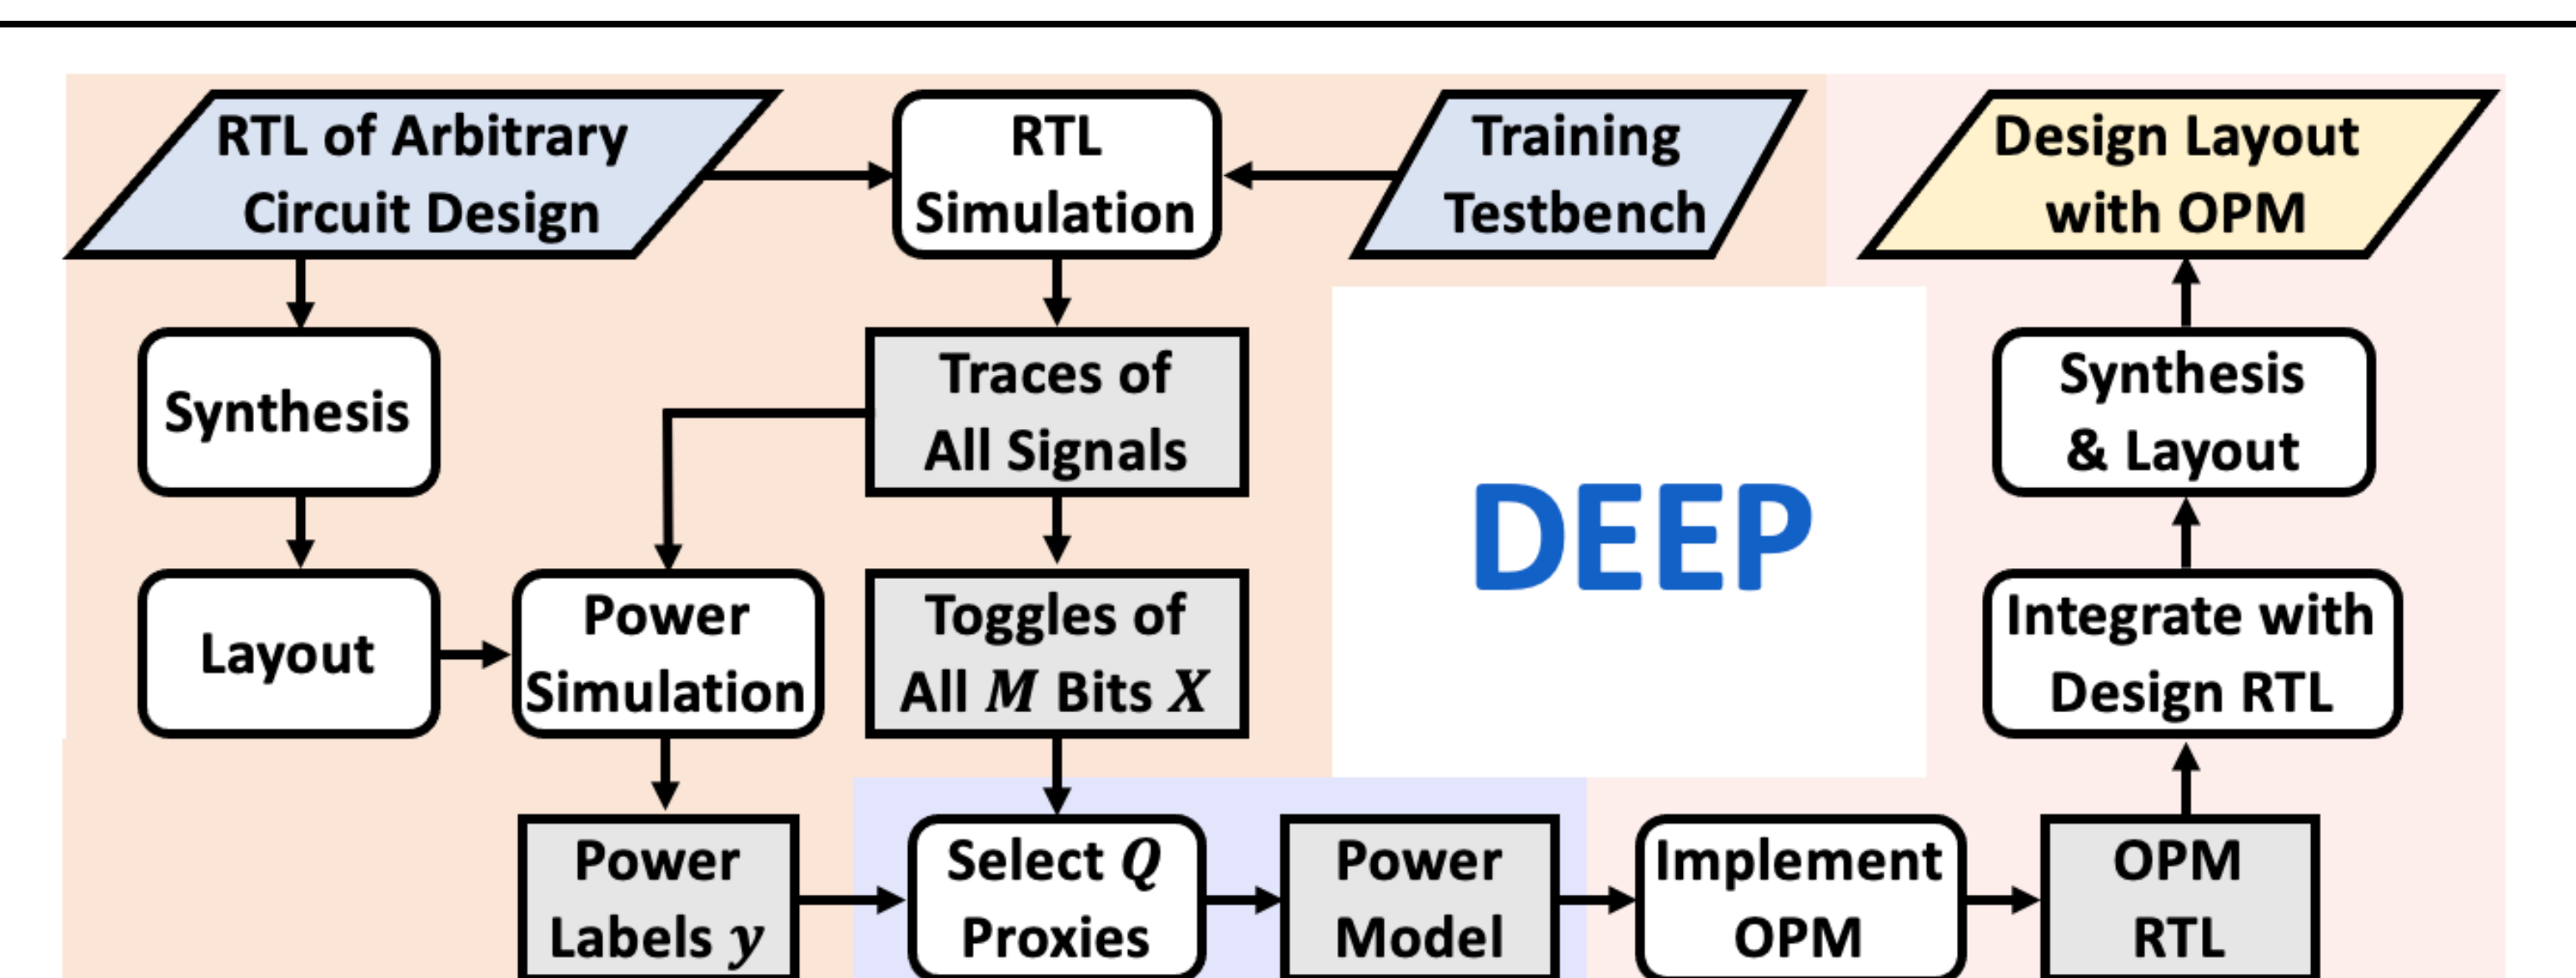 RTL of Arbitrary
Circuit Design
RTL
Simulation
Training
Testbench
Design Layout
with OPM
Synthesis
Traces of
All Signals
DEEP
Synthesis
& Layout
Layout
Power
Simulation
Toggles of
All M Bits X
Integrate with
Design RTL
Power
Labels y
Select Q
Proxies
Power
Model
Implement
OPM
OPM
RTL